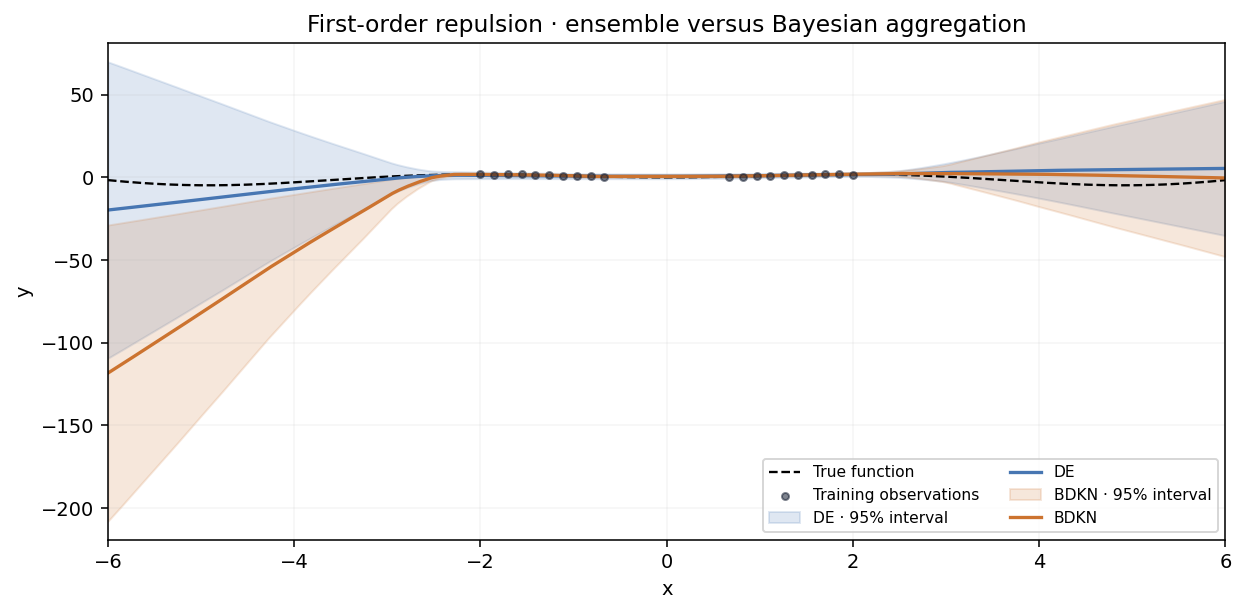 First-order repulsion · ensemble versus Bayesian aggregation
y
50
0
−50
−100
−150
−200
−6
−4
−2
0
2
4
6
x
True function
Training observations
DE · 95% interval
DE
BDKN · 95% interval
BDKN